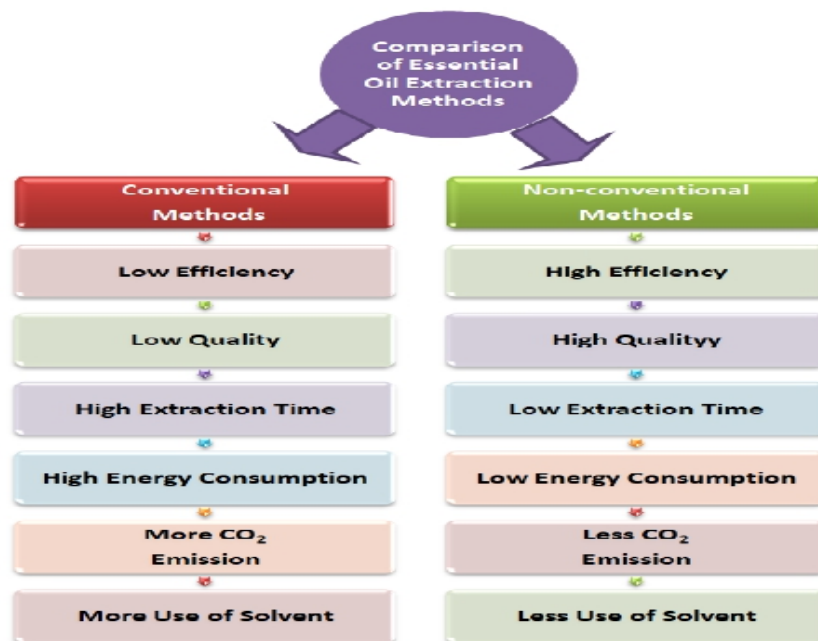 Comparison
of Essential
Oil Extraction
Methods
Conventional
Methods
Low Efficiency
Low Quality
High Extraction Time
High Energy Consumption
More CO₂
Emission
More Use of Solvent
Non-conventional
Methods
High Efficiency
High Qualityy
Low Extraction Time
Low Energy Consumption
Less CO₂
Emission
Less Use of Solvent